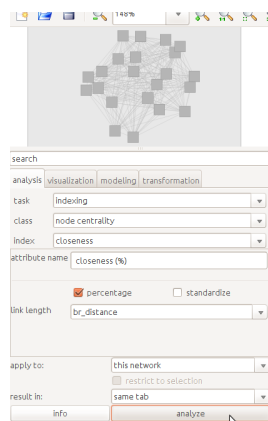 148%
search
analysis visualization modeling transformation
task indexing
class node centrality
index closeness
attribute name closeness (%)
percentage standardize
link length br_distance
apply to: this network
restrict to selection
result in: same tab
info analyze